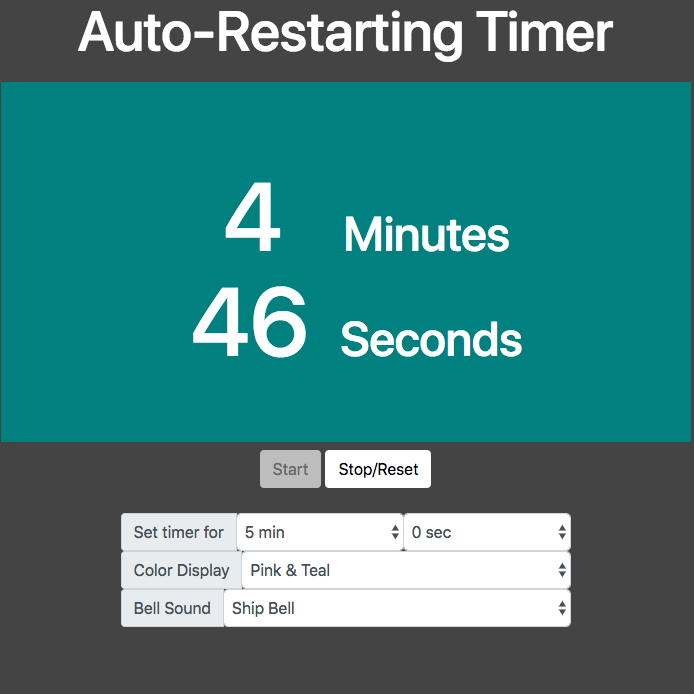 Auto-Restarting Timer
4 Minutes
46 Seconds
Start Stop/Reset
Set timer for 5 min 0 sec
Color Display Pink & Teal
Bell Sound Ship Bell